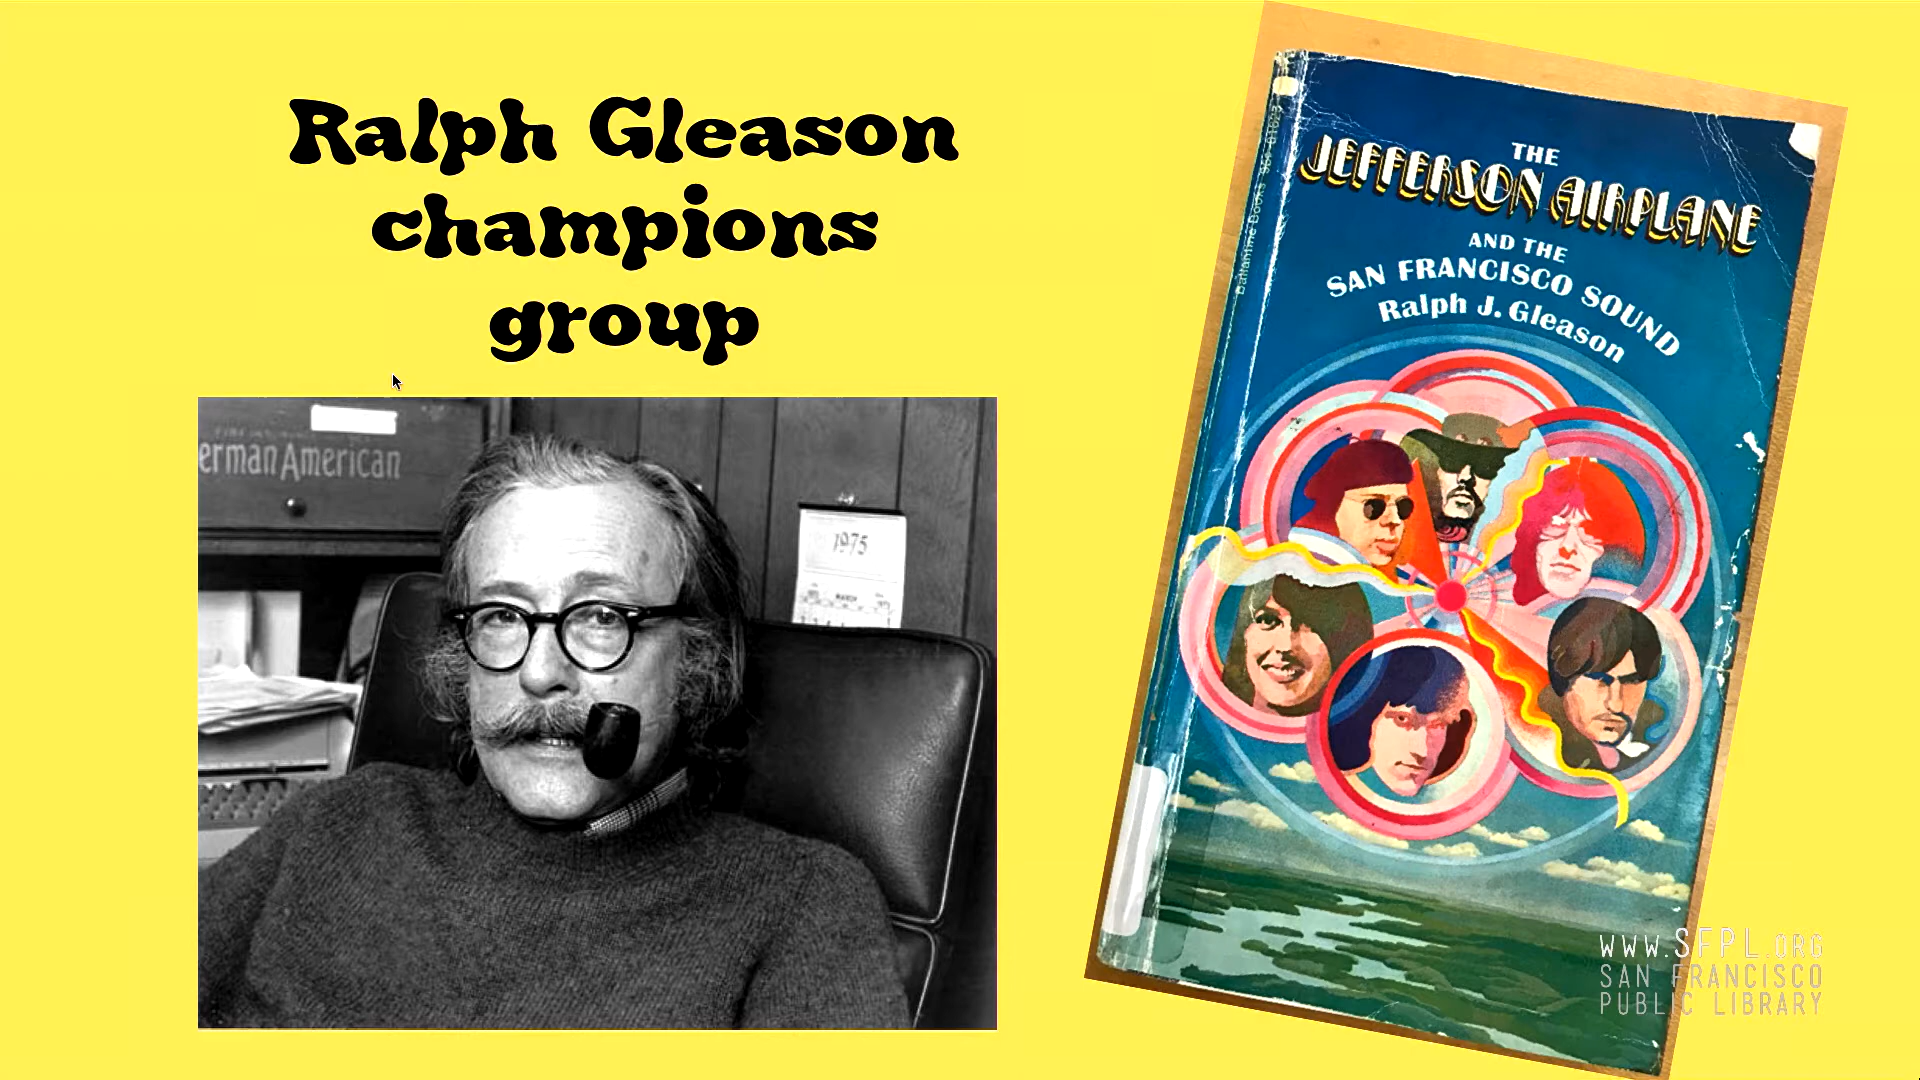 Ralph Gleason
champions
group
erman American
1975
THE
JEFFERSON AIRPLANE
AND THE
SAN FRANCISCO SOUND
Ralph J. Gleason
Ballantine Books
WWW.SFPL.ORG
SAN FRANCISCO
PUBLIC LIBRARY